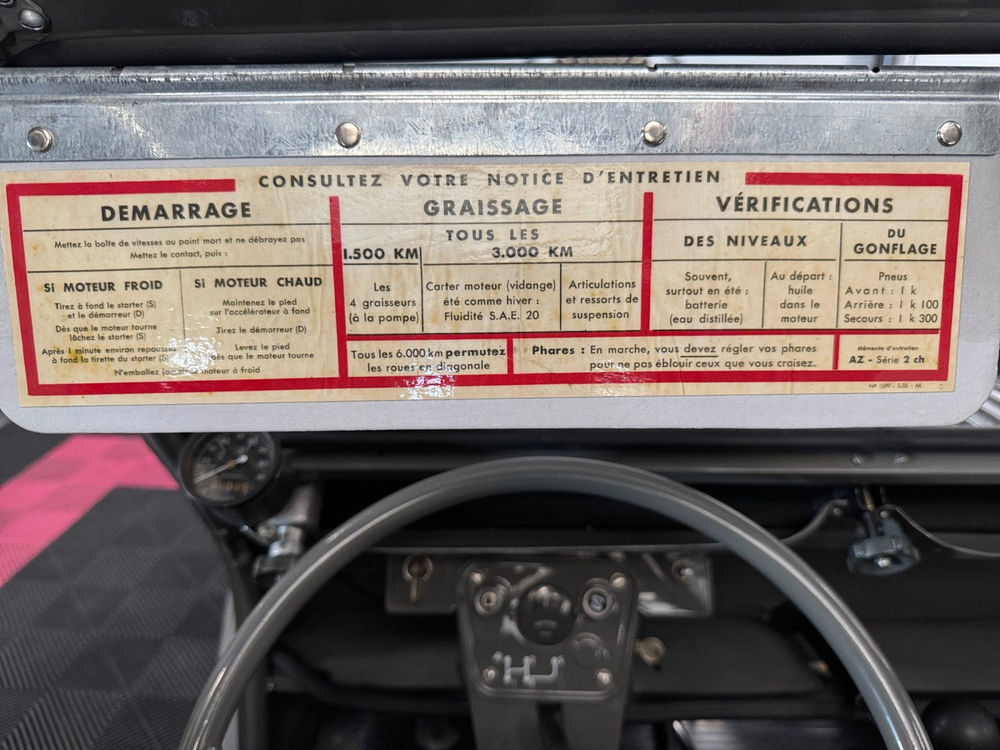 CONSULTEZ VOTRE NOTICE D'ENTRETIEN
DEMARRAGE
Mettez la boîte de vitesses au point mort et ne débrayez pas
Mettez le contact, puis :
SI MOTEUR FROID
Tirez à fond le starter (S)
et le démarreur (D)
Dès que le moteur tourne
lâchez le starter (S)
Après 1 minute environ repoussez
à fond la tirette du starter (S)
SI MOTEUR CHAUD
Maintenez le pied
sur l'accélérateur à fond
Tirez le démarreur (D)
Levez le pied
dès que le moteur tourne
N'emballez jamais le moteur à froid
GRAISSAGE
TOUS LES
1.500 KM
3.000 KM
Les
4 graisseurs
(à la pompe)
Carter moteur (vidange)
été comme hiver :
Fluidité S.A.E. 20
Articulations
et ressorts de
suspension
VÉRIFICATIONS
DES NIVEAUX
Souvent,
surtout en été :
batterie
(eau distillée)
Au départ :
huile
dans le
moteur
DU
GONFLAGE
Pneus
Avant : 1 k
Arrière : 1 k 100
Secours : 1 k 300
Tous les 6.000 km permutez
les roues en diagonale
Phares : En marche, vous devez régler vos phares
pour ne pas éblouir ceux que vous croisez.
Mémento d'entretien
AZ - Série 2 ch